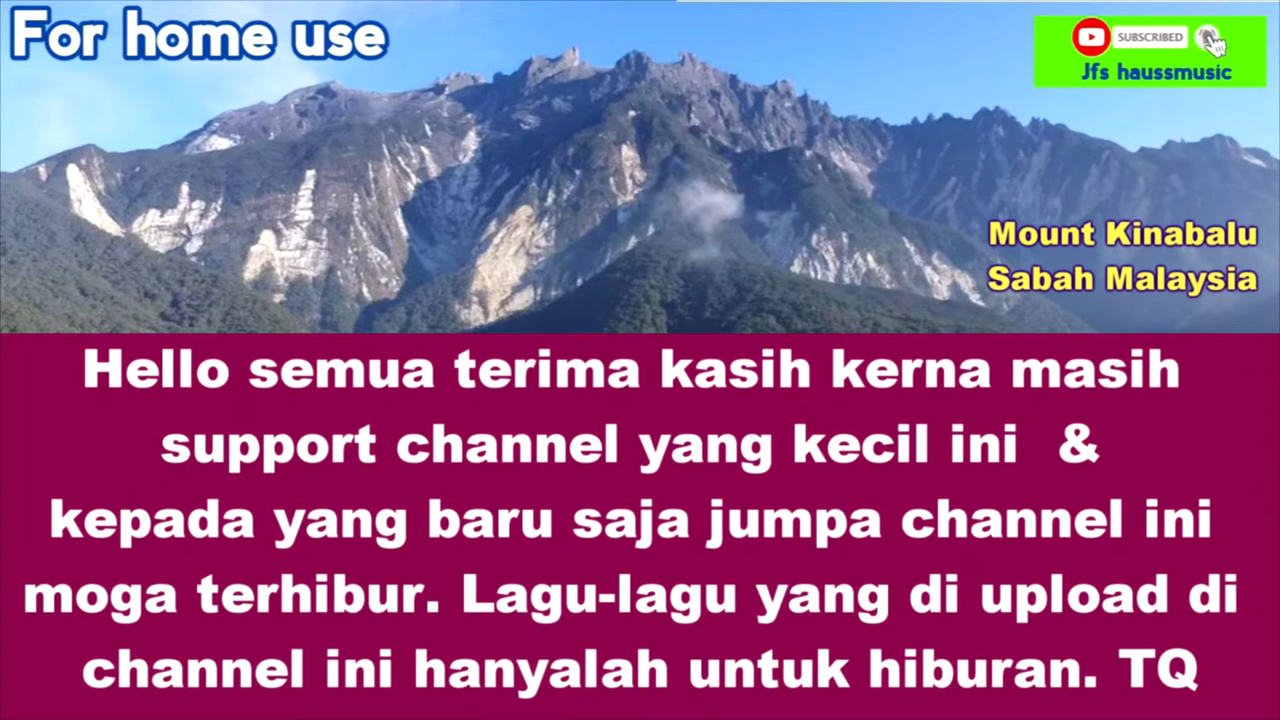 For home use
SUBSCRIBED
Jfs haussmusic
Mount Kinabalu
Sabah Malaysia
Hello semua terima kasih kerna masih
support channel yang kecil ini &
kepada yang baru saja jumpa channel ini
moga terhibur. Lagu-lagu yang di upload di
channel ini hanyalah untuk hiburan. TQ